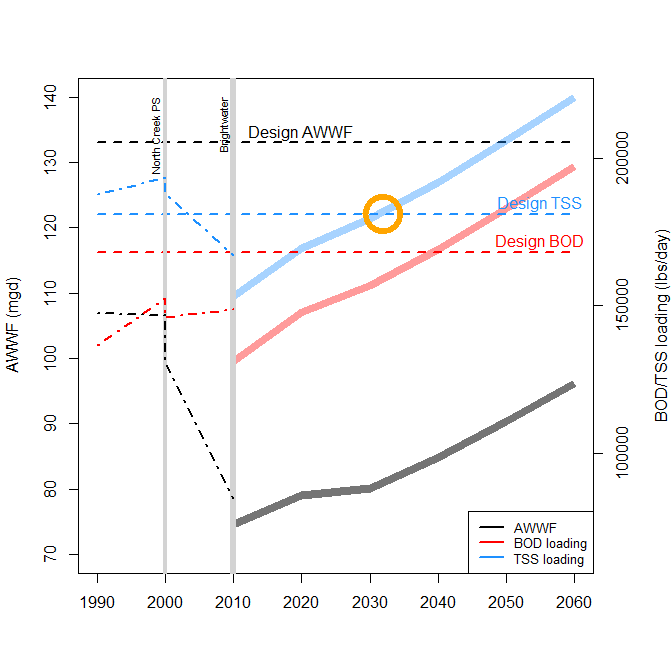 North Creek PS
Brightwater
Design AWWF
Design TSS
Design BOD
AWWF (mgd)
140
130
120
110
100
90
80
70
BOD/TSS loading (lbs/day)
200000
150000
100000
AWWF
BOD loading
TSS loading
1990 2000 2010 2020 2030 2040 2050 2060